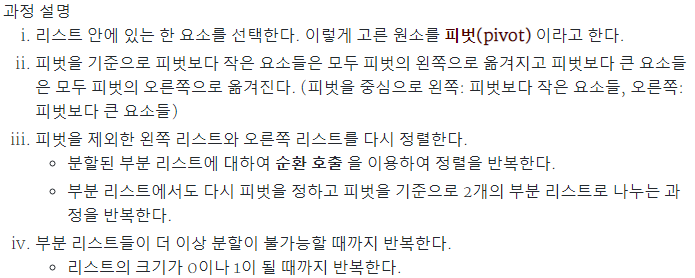 과정 설명
i. 리스트 안에 있는 한 요소를 선택한다. 이렇게 고른 원소를 피벗(pivot) 이라고 한다.
ii. 피벗을 기준으로 피벗보다 작은 요소들은 모두 피벗의 왼쪽으로 옮겨지고 피벗보다 큰 요소들
은 모두 피벗의 오른쪽으로 옮겨진다. (피벗을 중심으로 왼쪽: 피벗보다 작은 요소들, 오른쪽:
피벗보다 큰 요소들)
iii. 피벗을 제외한 왼쪽 리스트와 오른쪽 리스트를 다시 정렬한다.
◦ 분할된 부분 리스트에 대하여 순환 호출 을 이용하여 정렬을 반복한다.
◦ 부분 리스트에서도 다시 피벗을 정하고 피벗을 기준으로 2개의 부분 리스트로 나누는 과
정을 반복한다.
iv. 부분 리스트들이 더 이상 분할이 불가능할 때까지 반복한다.
◦ 리스트의 크기가 0이나 1이 될 때까지 반복한다.